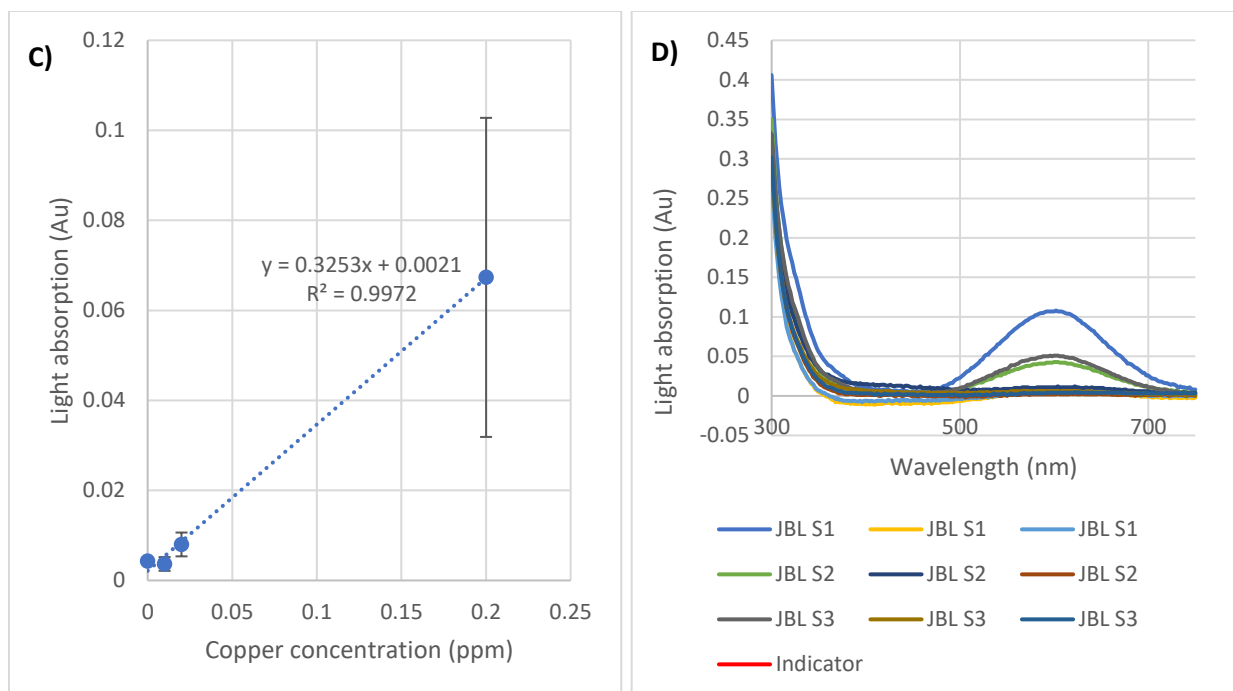 C)
0.12
0.1
0.08
0.06
0.04
0.02
0
Light absorption (Au)
y = 0.3253x + 0.0021
R² = 0.9972
0 0.05 0.1 0.15 0.2 0.25
Copper concentration (ppm)
D)
0.45
0.4
0.35
0.3
0.25
0.2
0.15
0.1
0.05
0
-0.05
Light absorption (Au)
300 500 700
Wavelength (nm)
JBL S1 JBL S1 JBL S1
JBL S2 JBL S2 JBL S2
JBL S3 JBL S3 JBL S3
Indicator